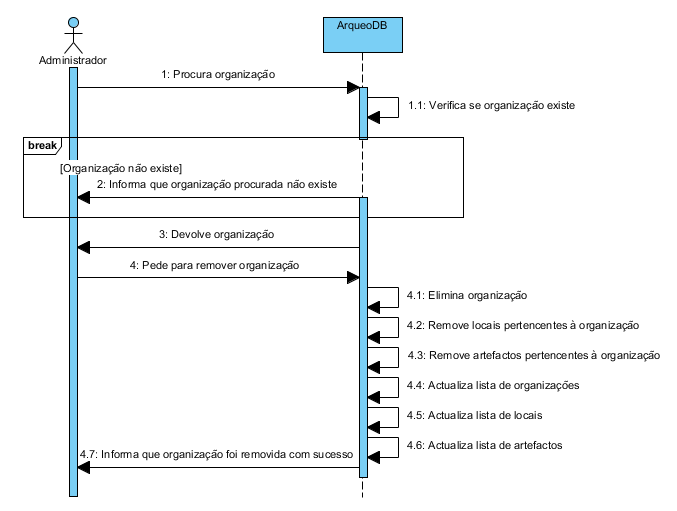 ArqueoDB
Administrador
1: Procura organização
1.1: Verifica se organização existe
break
[Organização não existe]
2: Informa que organização procurada não existe
3: Devolve organização
4: Pede para remover organização
4.1: Elimina organização
4.2: Remove locais pertencentes à organização
4.3: Remove artefactos pertencentes à organização
4.4: Actualiza lista de organizações
4.5: Actualiza lista de locais
4.6: Actualiza lista de artefactos
4.7: Informa que organização foi removida com sucesso